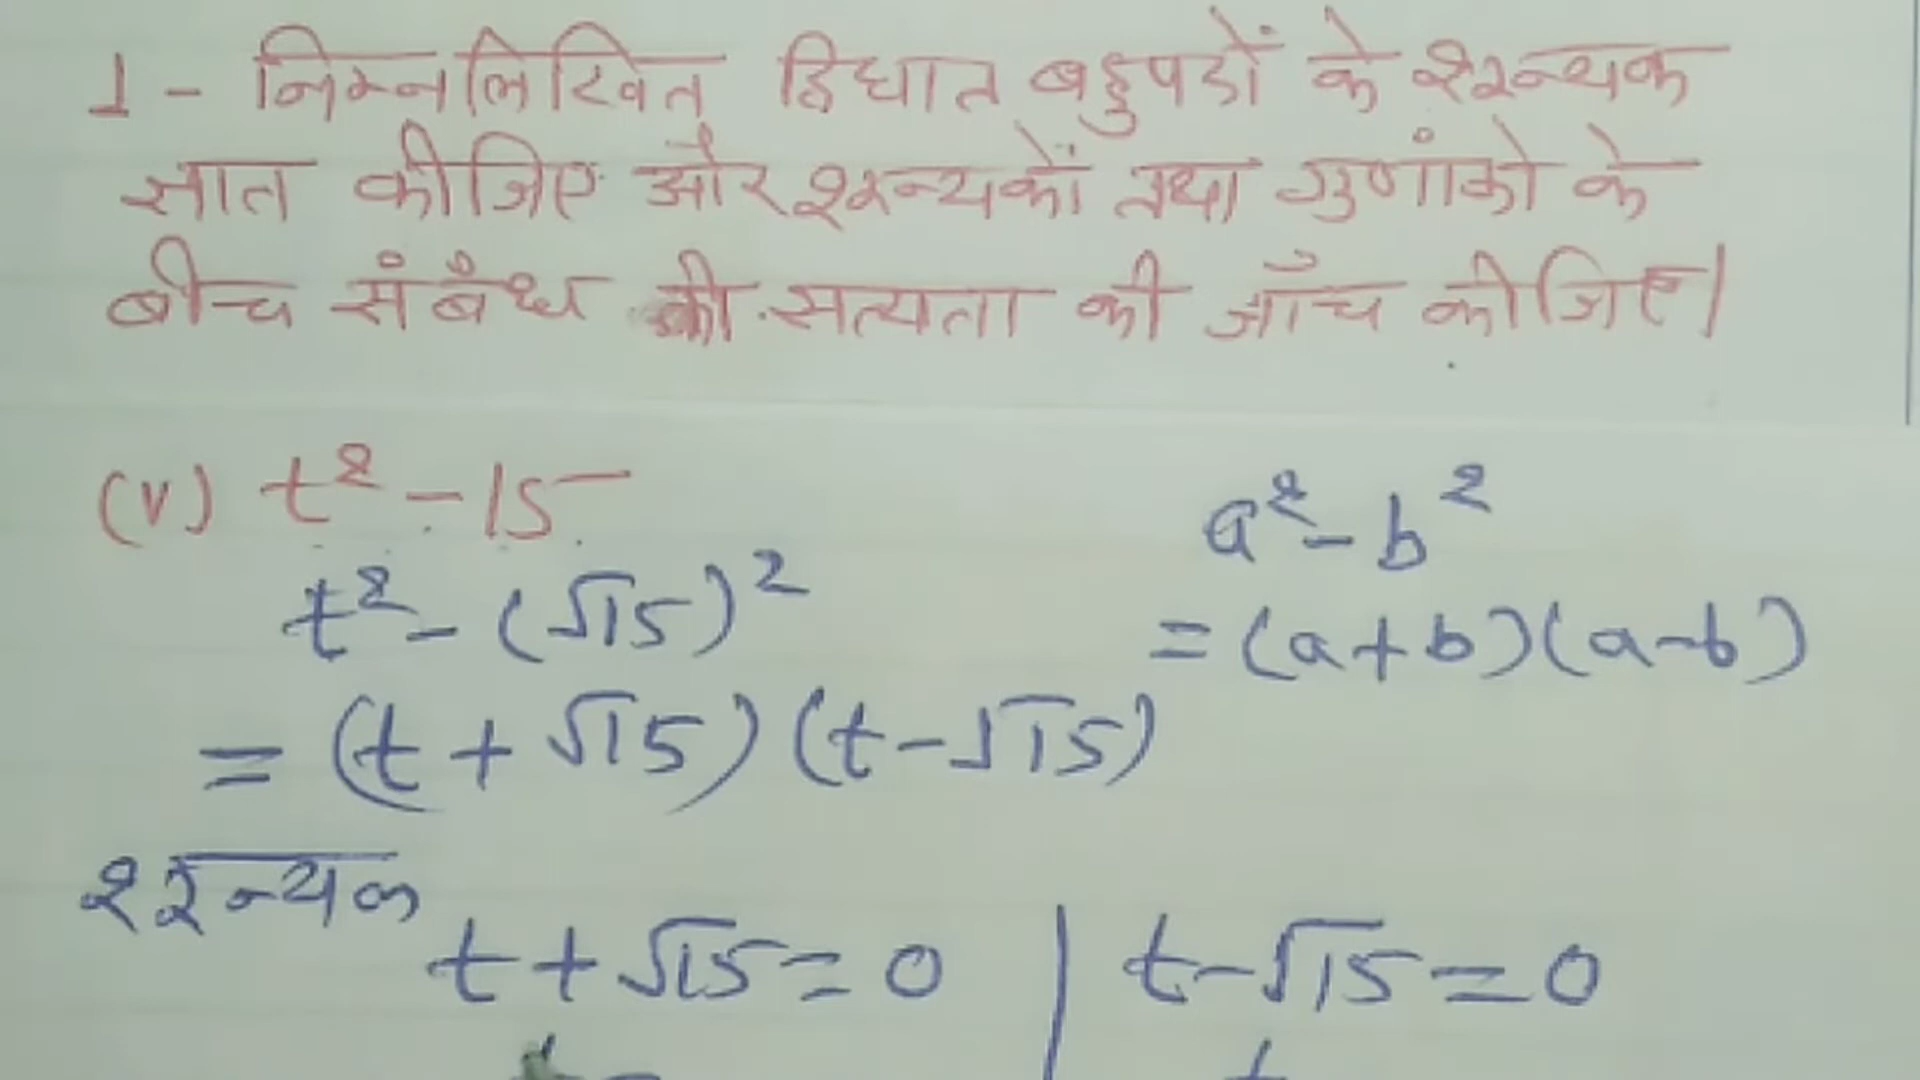 1 - निम्नलिखित द्विघात बहुपदों के शून्यक
ज्ञात कीजिए और शून्यकों तथा गुणांको के
बीच संबंध की सत्यता की जाँच कीजिए।
(v) t² - 15
a² - b²
t² - (√15)²
= (a+b)(a-b)
= (t + √15) (t - √15)
शून्यक
t + √15 = 0 | t - √15 = 0